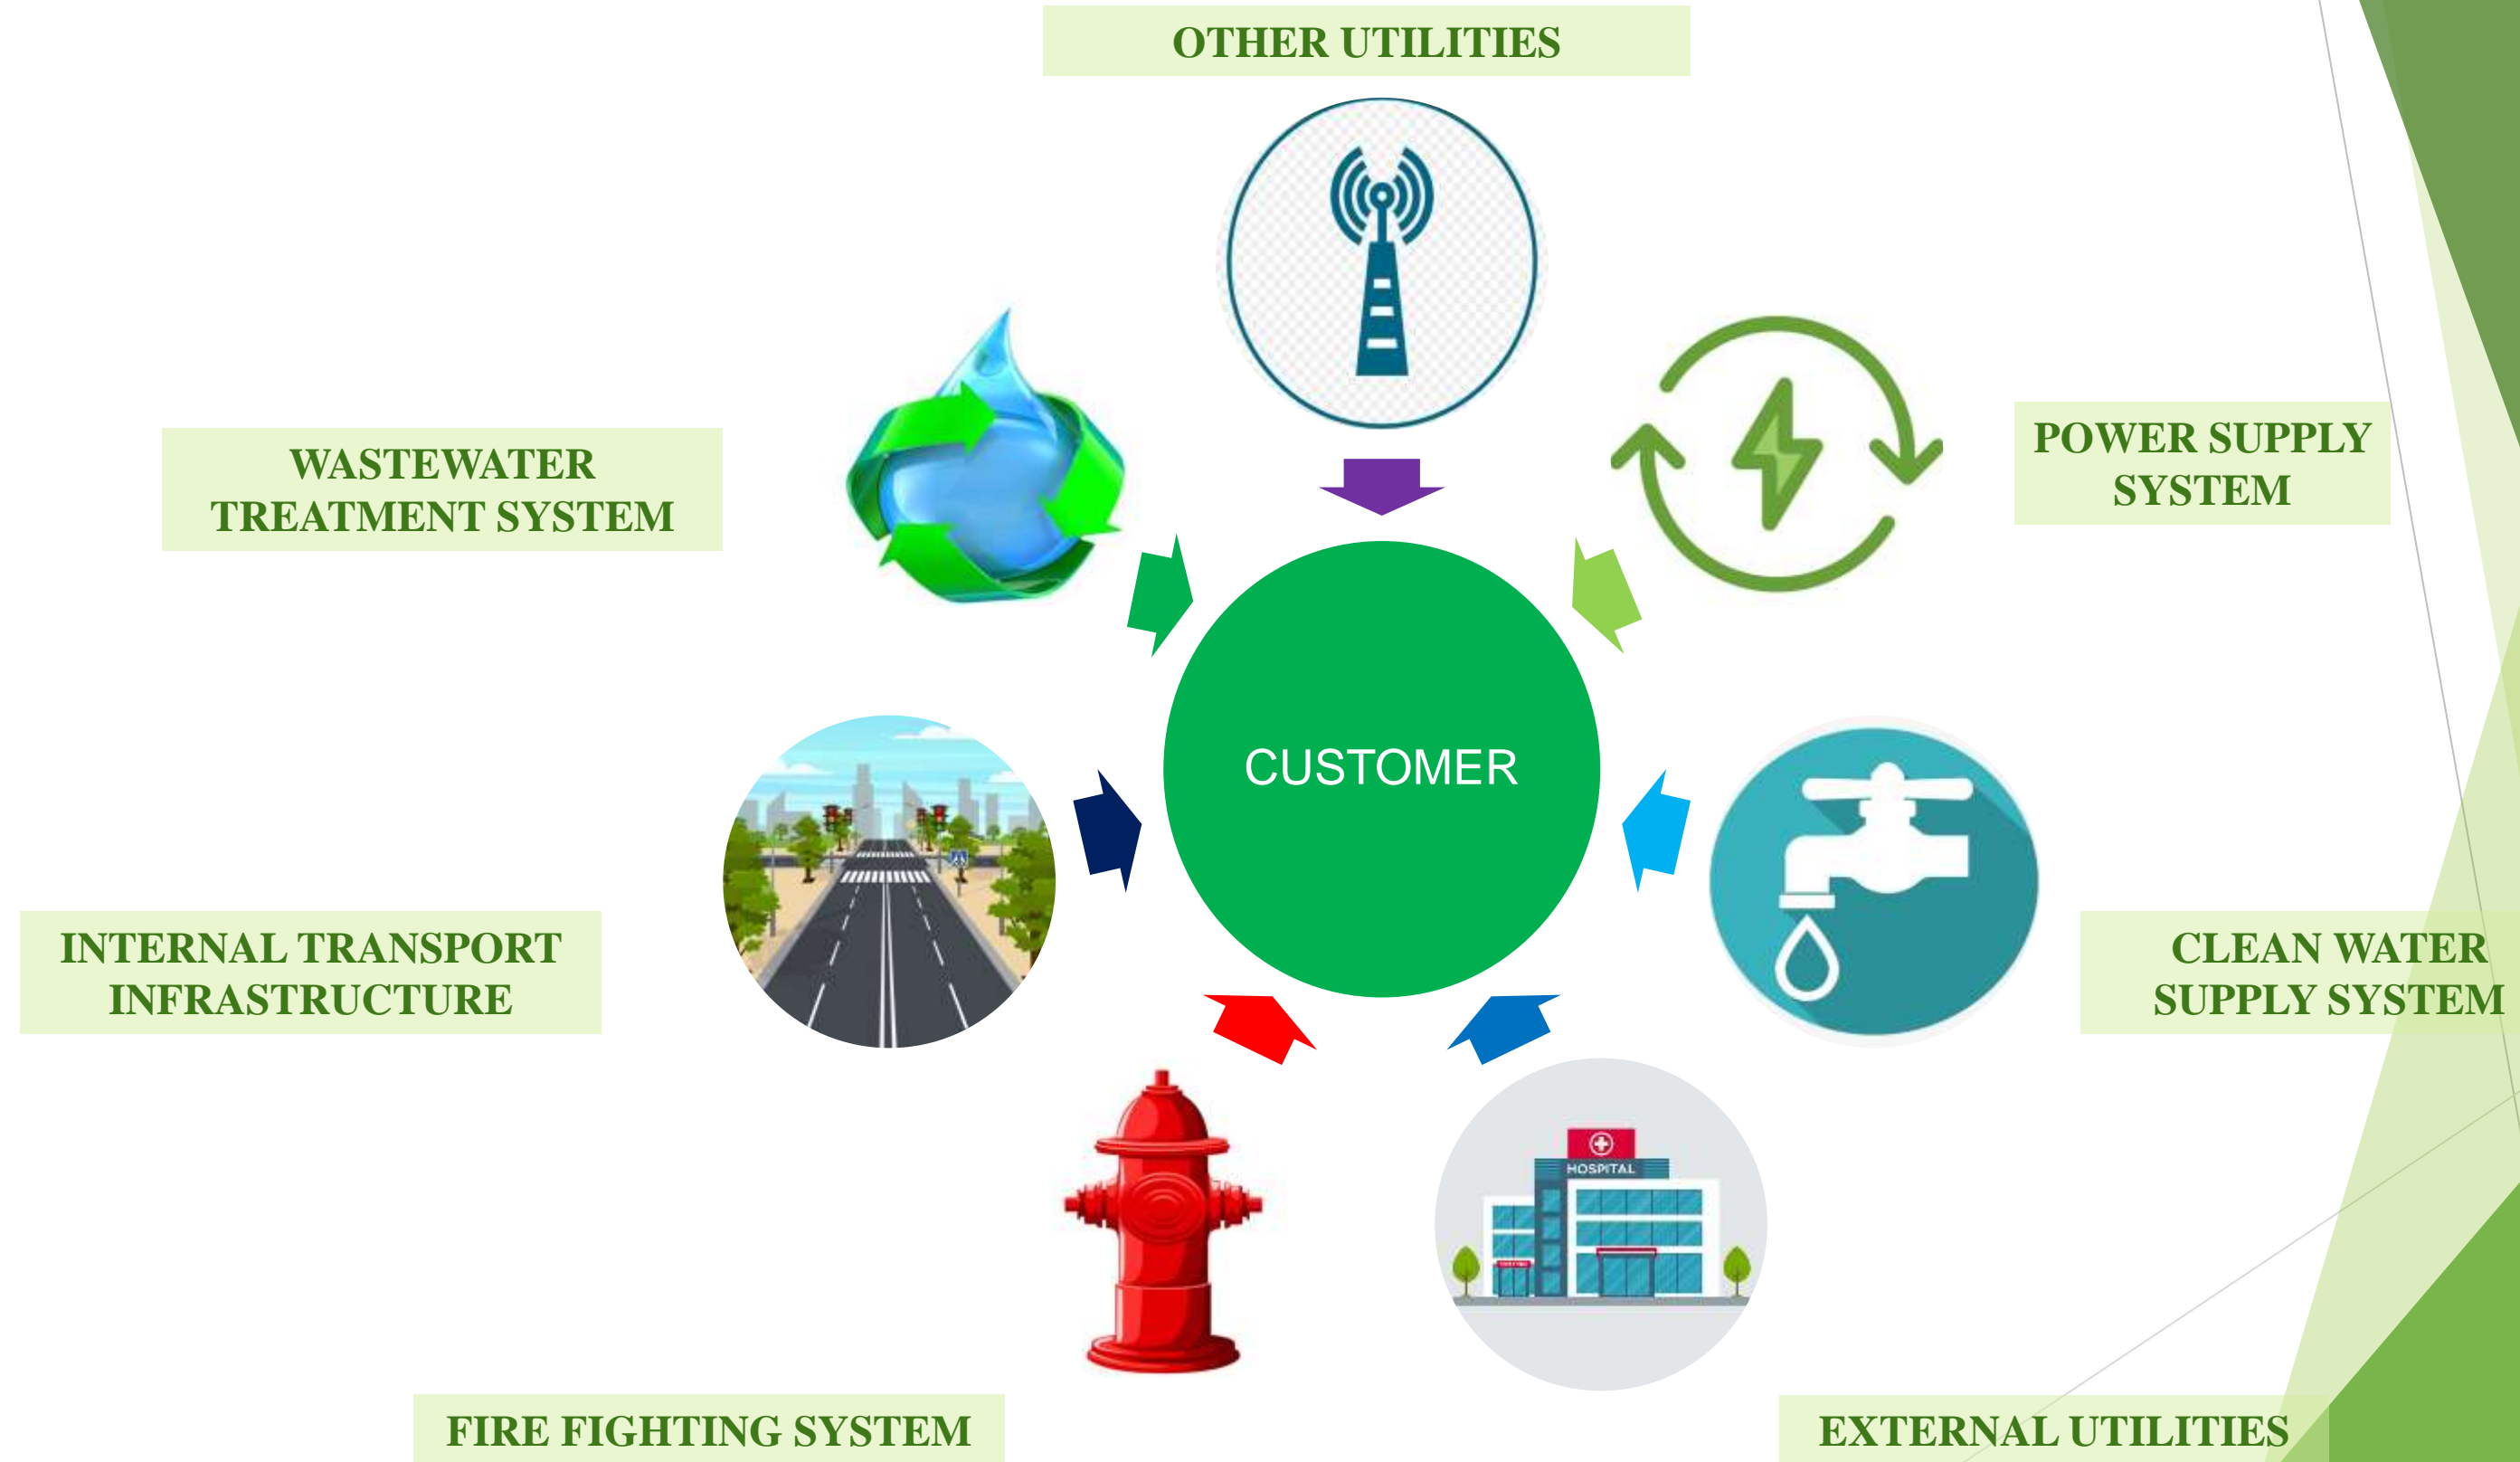 OTHER UTILITIES
WASTEWATER
TREATMENT SYSTEM
POWER SUPPLY
SYSTEM
CUSTOMER
INTERNAL TRANSPORT
INFRASTRUCTURE
CLEAN WATER
SUPPLY SYSTEM
HOSPITAL
FIRE FIGHTING SYSTEM
EXTERNAL UTILITIES